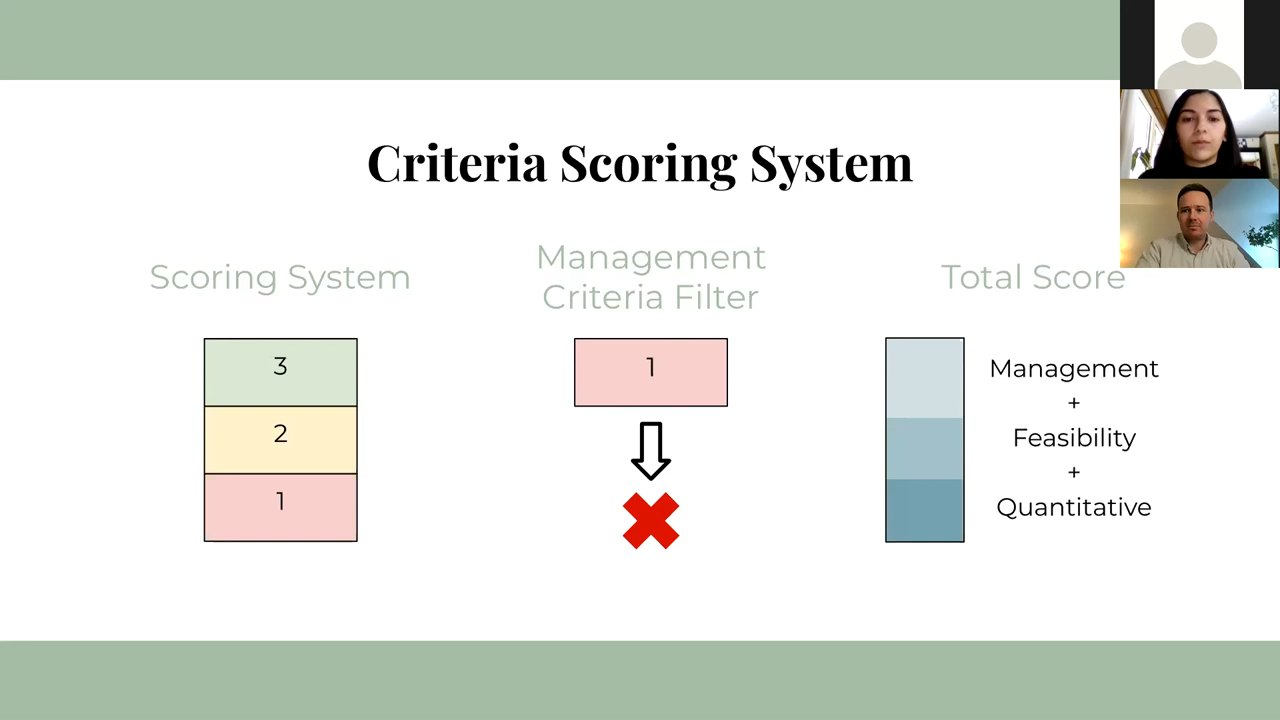 Criteria Scoring System
Scoring System
3
2
1
Management
Criteria Filter
1
Total Score
Management
+
Feasibility
+
Quantitative